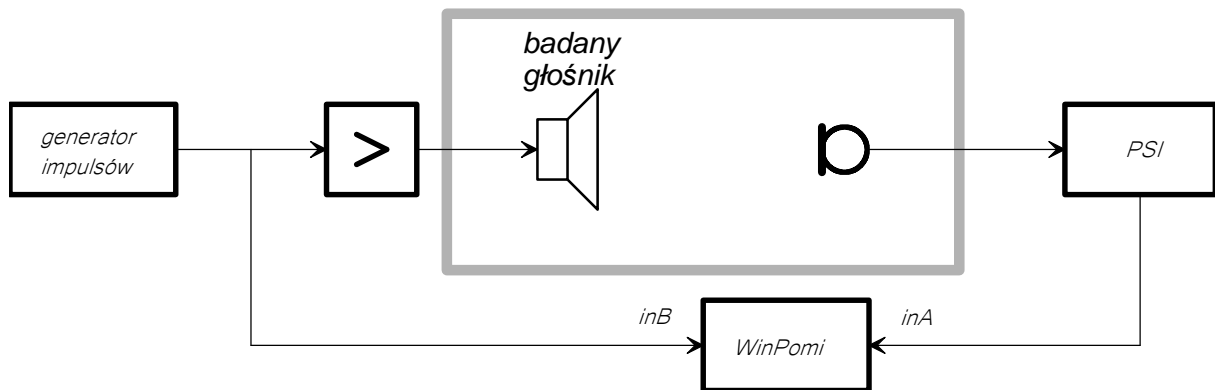 badany
głośnik
generator
impulsów
>
PSI
inB
inA
WinPomi